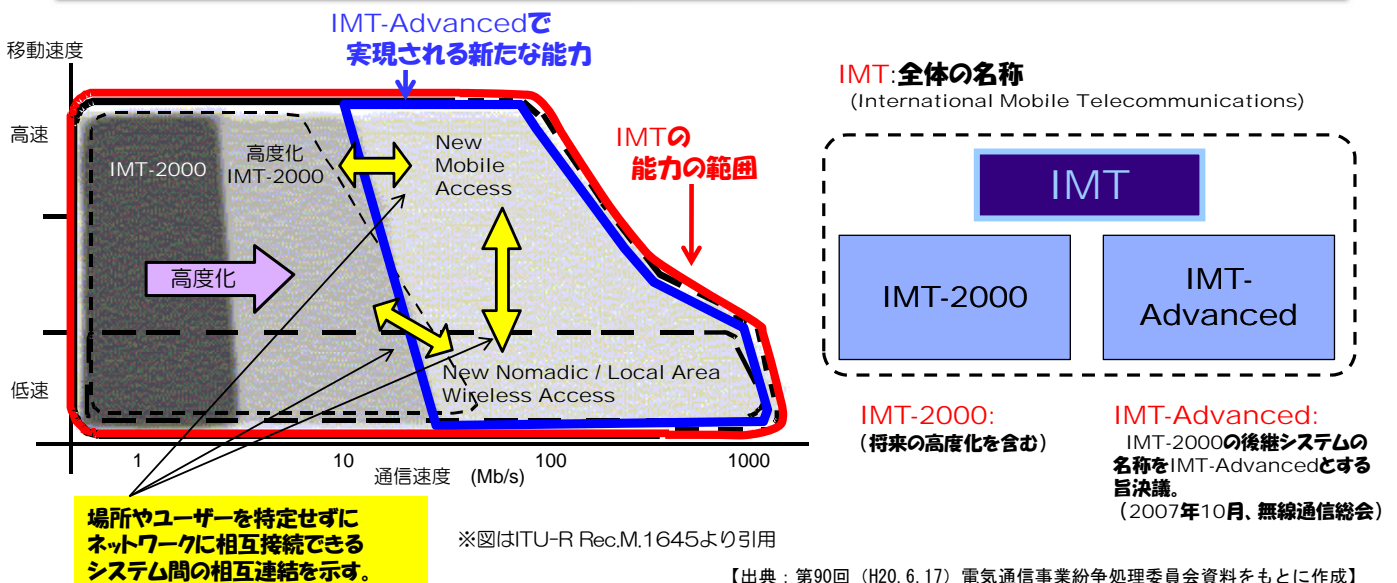 IMT-Advancedで
実現される新たな能力
移動速度
高速
低速
IMT-2000
高度化
IMT-2000
New
Mobile
Access
高度化
New Nomadic / Local Area
Wireless Access
IMTの
能力の範囲
1
10
100
1000
通信速度 (Mb/s)
場所やユーザーを特定せずに
ネットワークに相互接続できる
システム間の相互連結を示す。
※図はITU-R Rec.M.1645より引用
IMT:全体の名称
(International Mobile Telecommunications)
IMT
IMT-2000
IMT-
Advanced
IMT-2000:
(将来の高度化を含む)
IMT-Advanced:
IMT-2000の後継システムの
名称をIMT-Advancedとする
旨決議。
(2007年10月、無線通信総会)
【出典:第90回(H20.6.17)電気通信事業紛争処理委員会資料をもとに作成】